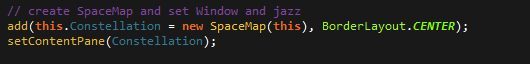 // create SpaceMap and set Window and jazz
add(this.Constellation = new SpaceMap(this), BorderLayout.CENTER);
setContentPane(Constellation);